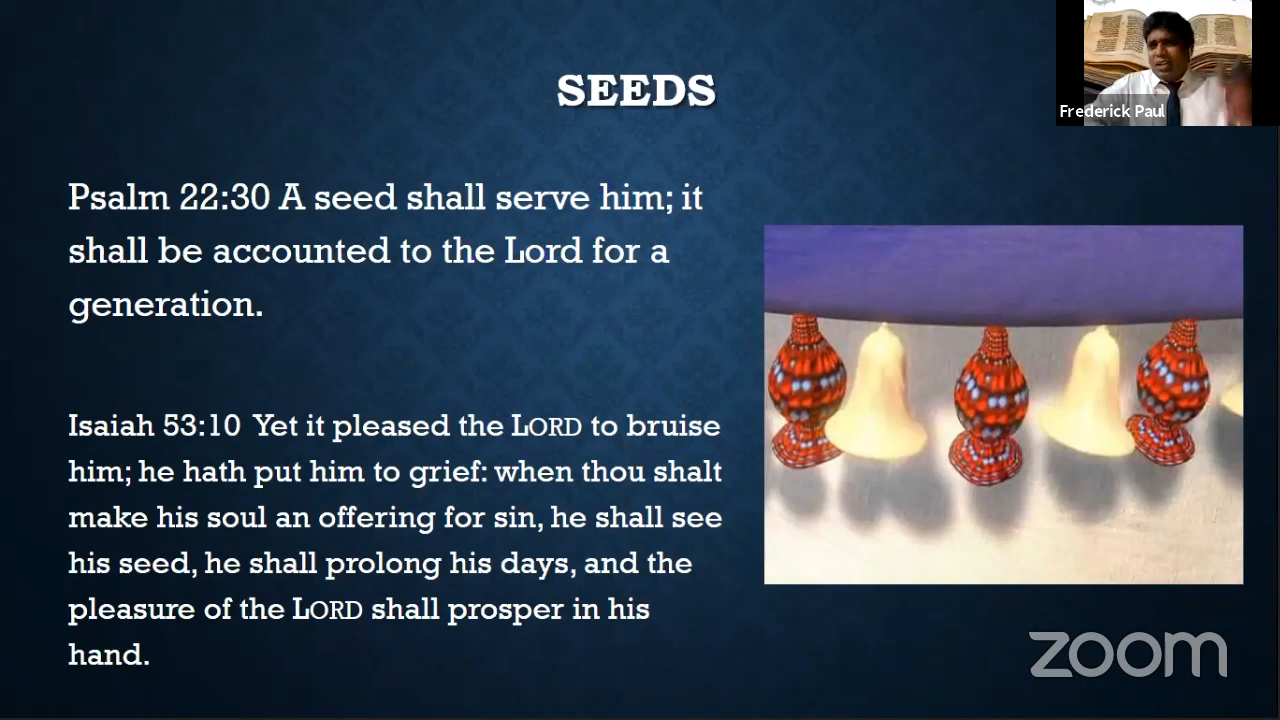 SEEDS
Frederick Paul
Psalm 22:30 A seed shall serve him; it
shall be accounted to the Lord for a
generation.
Isaiah 53:10 Yet it pleased the LORD to bruise
him; he hath put him to grief: when thou shalt
make his soul an offering for sin, he shall see
his seed, he shall prolong his days, and the
pleasure of the LORD shall prosper in his
hand.
zoom